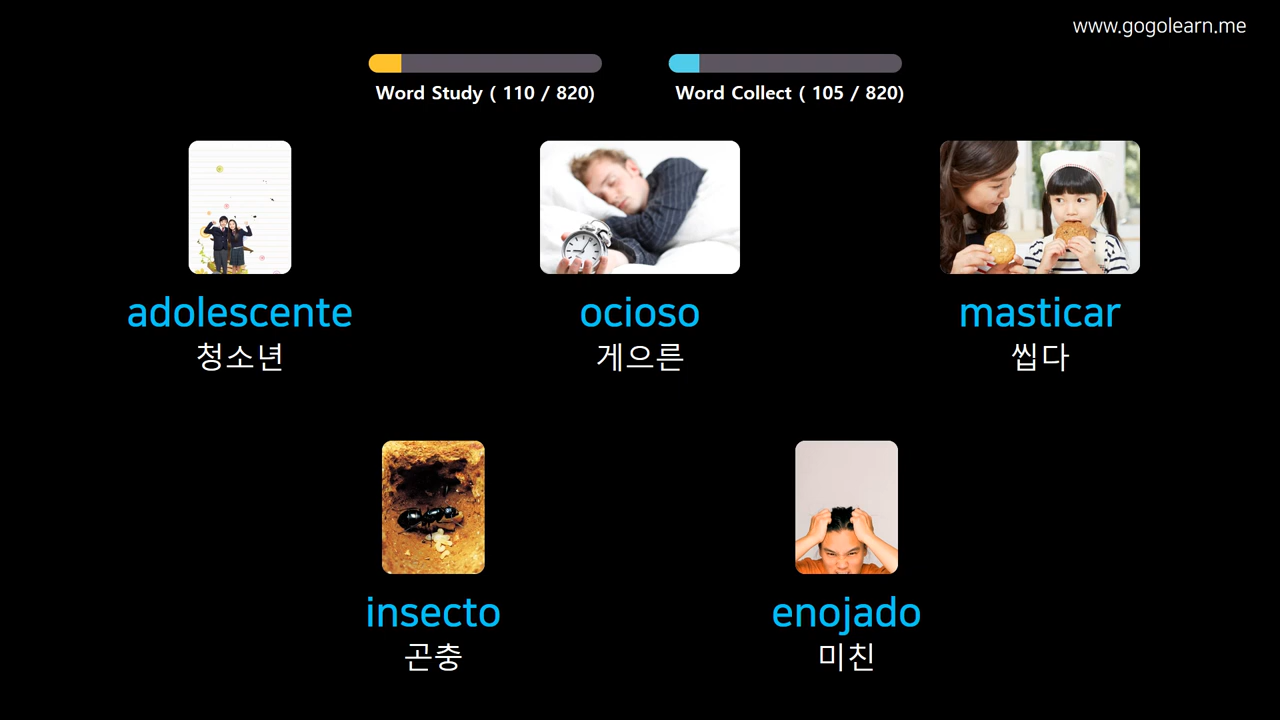 www.gogolearn.me
Word Study ( 110 / 820)
Word Collect ( 105 / 820)
adolescente
청소년
ocioso
게으른
masticar
씹다
insecto
곤충
enojado
미친